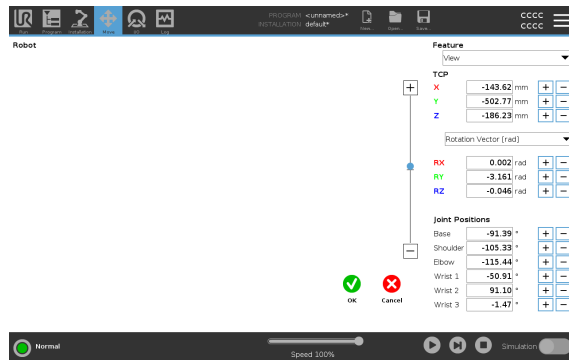 UR
Run
Program
Installation
Move
I/O
Log
PROGRAM <unnamed>*
INSTALLATION default*
New...
Open...
Save...
cccc
cccc
Robot
Feature
View
TCP
X -143.62 mm + −
Y -502.77 mm + −
Z -186.23 mm + −
Rotation Vector [rad]
RX 0.002 rad + −
RY -3.161 rad + −
RZ -0.046 rad + −
Joint Positions
Base -91.39 ° + −
Shoulder -105.33 ° + −
Elbow -115.44 ° + −
Wrist 1 -50.91 ° + −
Wrist 2 91.10 ° + −
Wrist 3 -1.47 ° + −
+
−
OK
Cancel
Normal
Speed 100%
Simulation